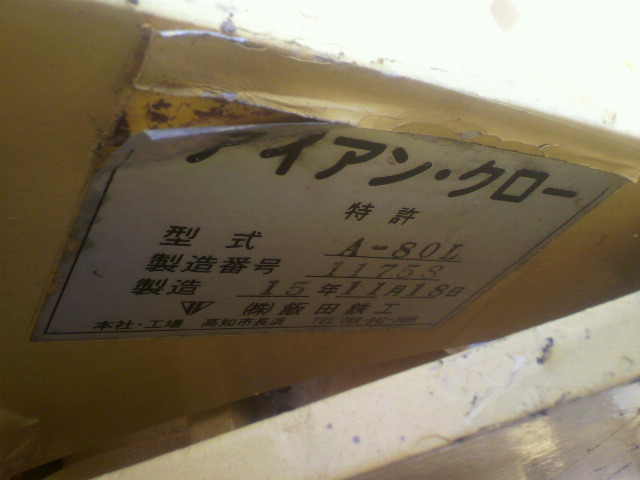 アイアン・クロー
特許
型式 A-80L
製造番号 11758
製造 15年11月18日
(株)飯田鉄工
本社・工場 高知市長浜 TEL